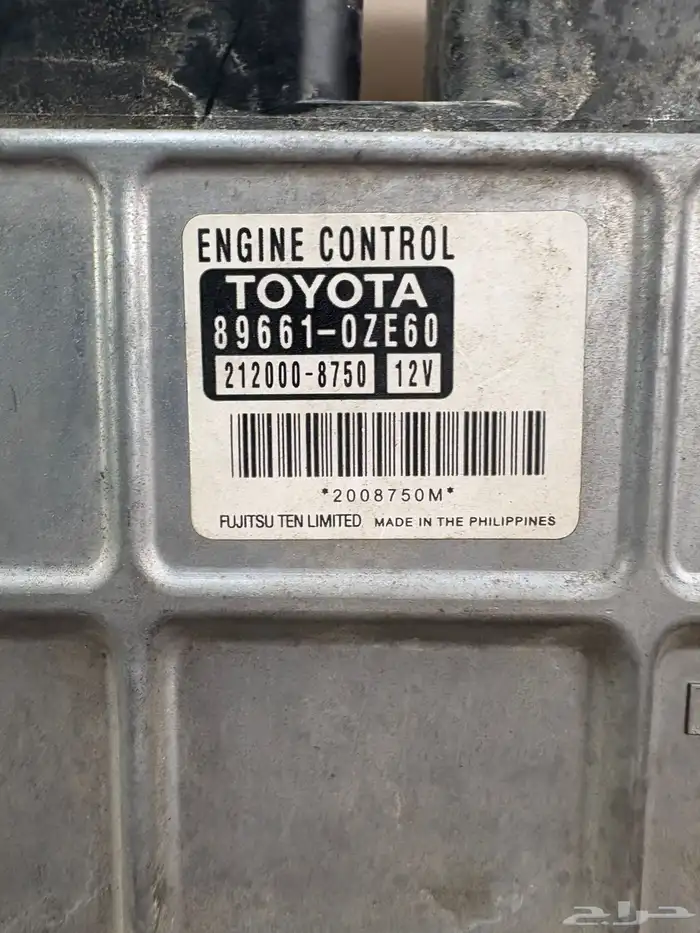 ENGINE CONTROL
TOYOTA
89661-0ZE60
212000-8750 12V
*2008750M*
FUJITSU TEN LIMITED MADE IN THE PHILIPPINES
حراج